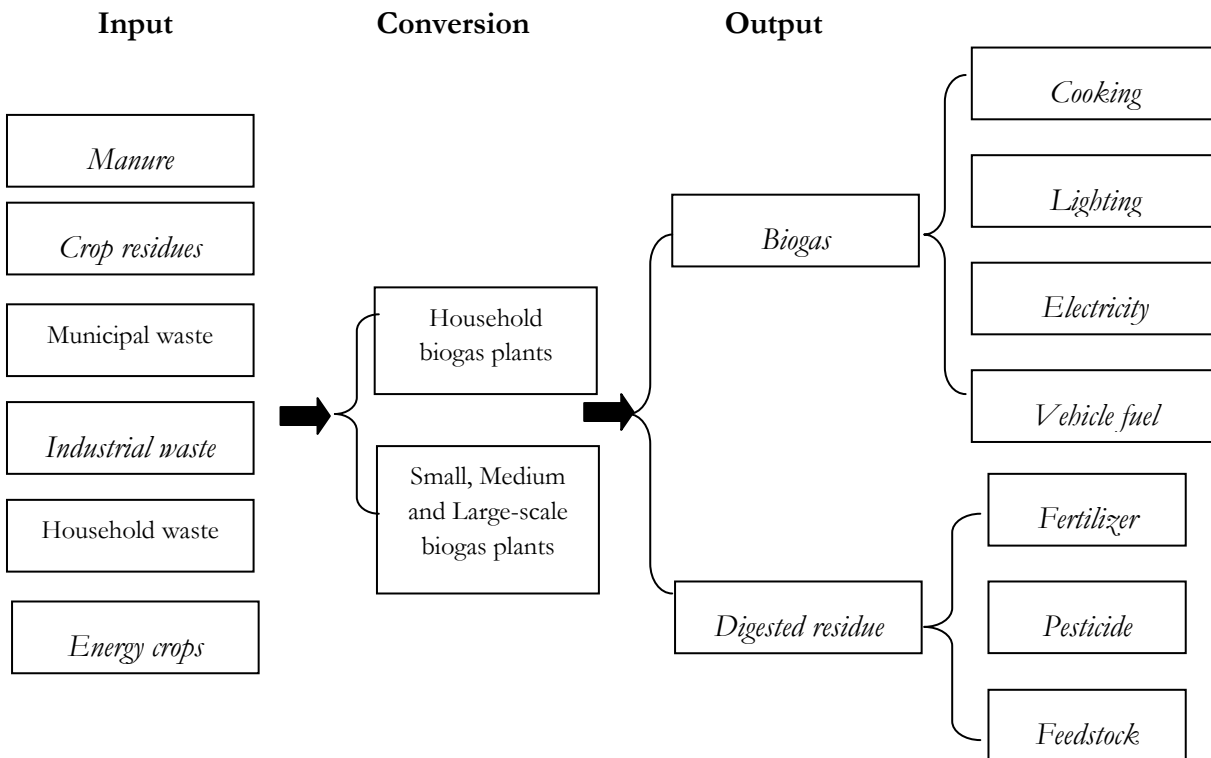 Input
Conversion
Output
Manure
Crop residues
Municipal waste
Industrial waste
Household waste
Energy crops
Household
biogas plants
Small, Medium
and Large-scale
biogas plants
Biogas
Digested residue
Cooking
Lighting
Electricity
Vehicle fuel
Fertilizer
Pesticide
Feedstock